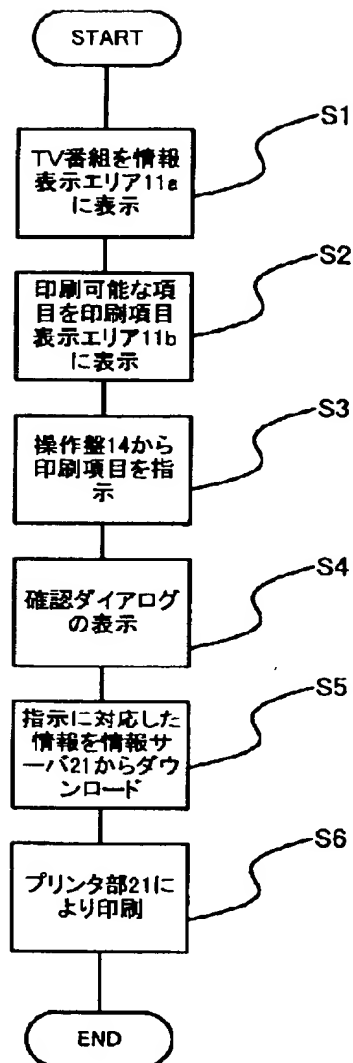 START
S1
TV番組を情報
表示エリア11a
に表示
S2
印刷可能な項
目を印刷項目
表示エリア11b
に表示
S3
操作盤14から
印刷項目を指
示
S4
確認ダイアログ
の表示
S5
指示に対応した
情報を情報サ
ーバ21からダウ
ンロード
S6
プリンタ部21に
より印刷
END